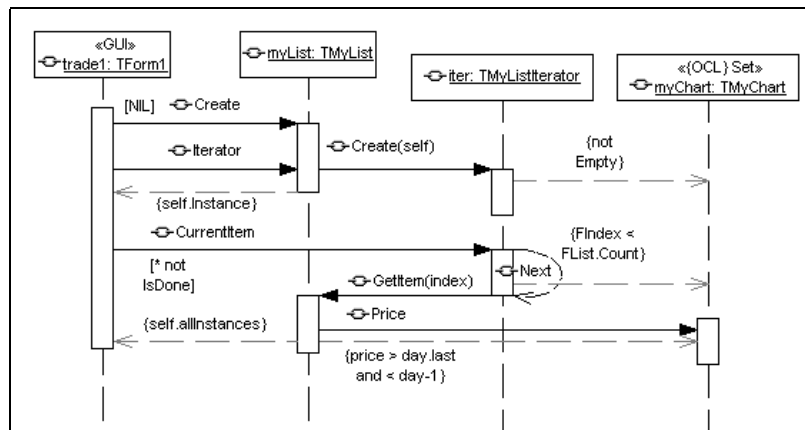 «GUI»
trade1: TForm1
myList: TMyList
iter: TMyListIterator
«{OCL} Set»
myChart: TMyChart
[NIL] Create
Iterator
Create(self)
{not
Empty}
{self.Instance}
CurrentItem
{FIndex <
FList.Count}
[* not
IsDone]
Next
GetItem(index)
Price
{self.allInstances}
{price > day.last
and < day-1}